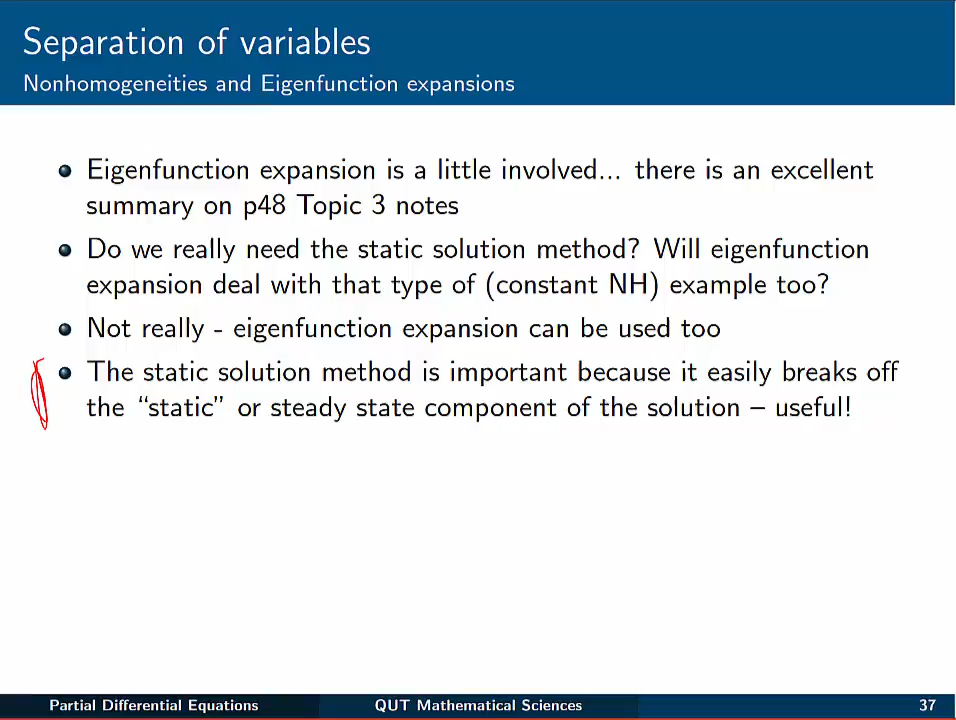 Separation of variables
Nonhomogeneities and Eigenfunction expansions
Eigenfunction expansion is a little involved... there is an excellent
summary on p48 Topic 3 notes
Do we really need the static solution method? Will eigenfunction
expansion deal with that type of (constant NH) example too?
Not really - eigenfunction expansion can be used too
The static solution method is important because it easily breaks off
the “static” or steady state component of the solution – useful!
Partial Differential Equations QUT Mathematical Sciences 37